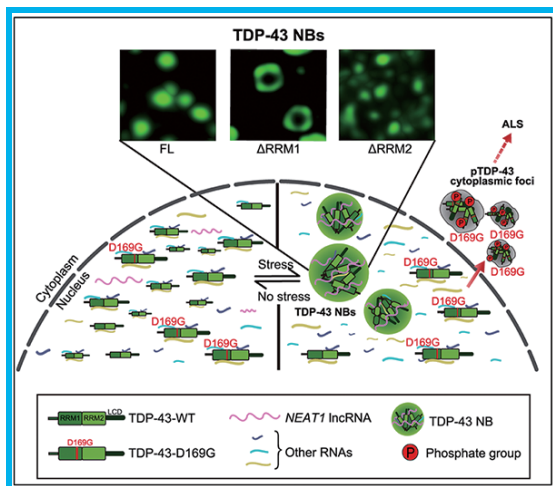 TDP-43 NBs
FL
ΔRRM1
ΔRRM2
ALS
pTDP-43
cytoplasmic foci
P
P
P
P
D169G
D169G
D169G
Cytoplasm
Nucleus
D169G
D169G
D169G
Stress
No stress
TDP-43 NBs
D169G
D169G
D169G
RRM1
RRM2
LCD
TDP-43-WT
NEAT1 lncRNA
TDP-43 NB
D169G
TDP-43-D169G
Other RNAs
P
Phosphate group